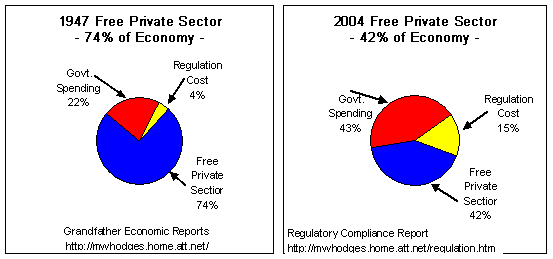 1947 Free Private Sector
- 74% of Economy -
Govt.
Spending
22%
Regulation
Cost
4%
Free
Private
Sectior
74%
Grandfather Economic Reports
http://mwhodges.home.att.net/
2004 Free Private Sector
- 42% of Economy -
Govt.
Spending
43%
Regulation
Cost
15%
Free
Private
Sectior
42%
Regulatory Compliance Report
http://mwhodges.home.att.net/regulation.htm